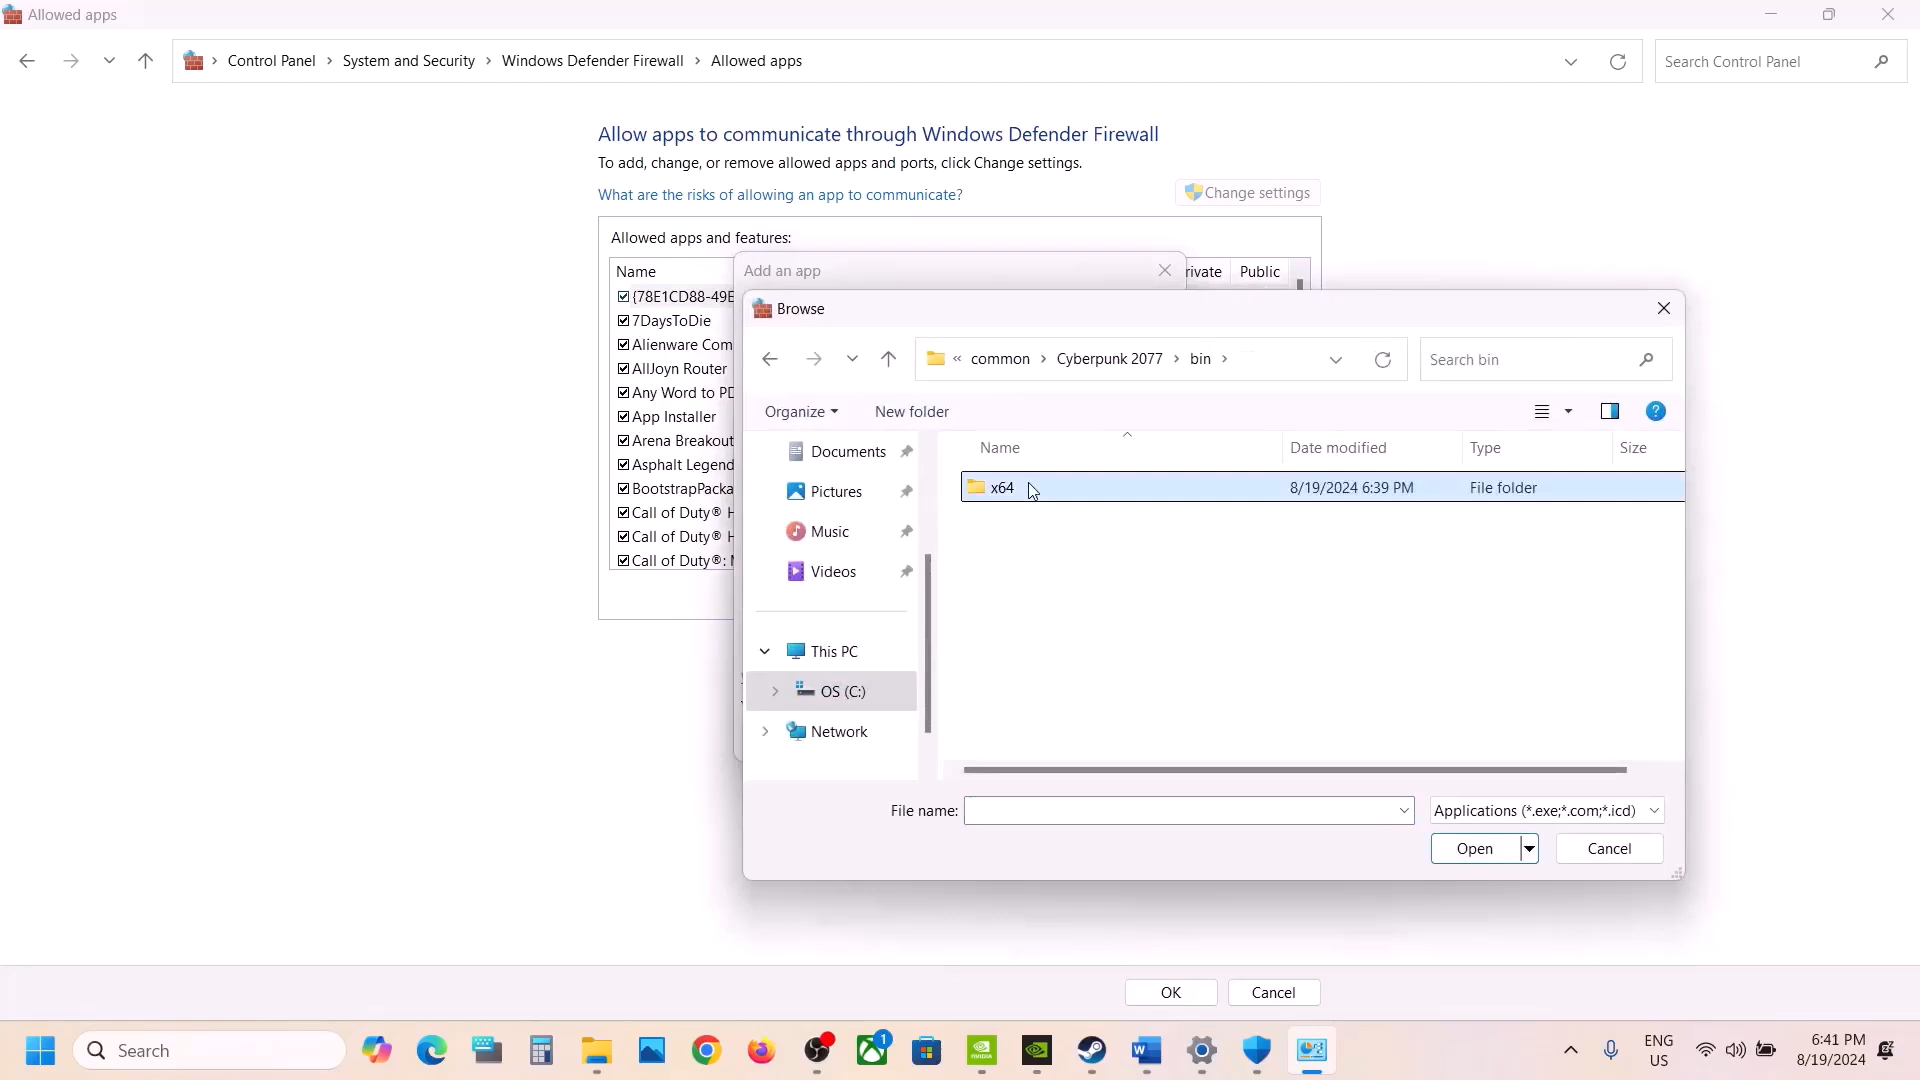 Allowed apps
Control Panel > System and Security > Windows Defender Firewall > Allowed apps
Search Control Panel
Allow apps to communicate through Windows Defender Firewall
To add, change, or remove allowed apps and ports, click Change settings.
What are the risks of allowing an app to communicate?
Change settings
Allowed apps and features:
Name
rivate Public
{78E1CD88-49E
7DaysToDie
Alienware Com
AllJoyn Router
Any Word to PD
App Installer
Arena Breakout
Asphalt Legend
BootstrapPacka
Call of Duty® H
Call of Duty® H
Call of Duty®: M
Add an app
Browse
« common > Cyberpunk 2077 > bin >
Search bin
Organize
New folder
Documents
Pictures
Music
Videos
This PC
OS (C:)
Network
Name Date modified Type Size
x64 8/19/2024 6:39 PM File folder
File name:
Applications (*.exe;*.com;*.icd)
Open
Cancel
OK
Cancel
Search
1
ENG
US
6:41 PM
8/19/2024